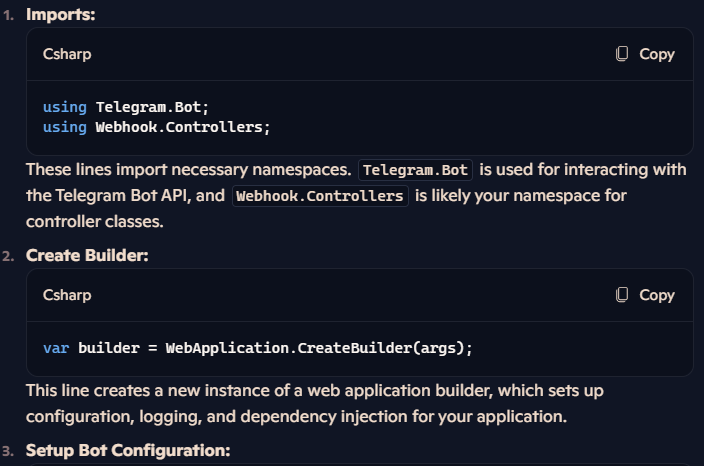 1. Imports:
Csharp Copy
using Telegram.Bot;
using Webhook.Controllers;
These lines import necessary namespaces. Telegram.Bot is used for interacting with
the Telegram Bot API, and Webhook.Controllers is likely your namespace for
controller classes.
2. Create Builder:
Csharp Copy
var builder = WebApplication.CreateBuilder(args);
This line creates a new instance of a web application builder, which sets up
configuration, logging, and dependency injection for your application.
3. Setup Bot Configuration: